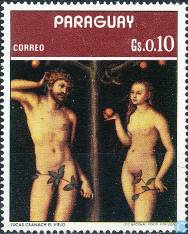 PARAGUAY
CORREO
Gs.0.10
LUCAS CRANACH EL VIEJO